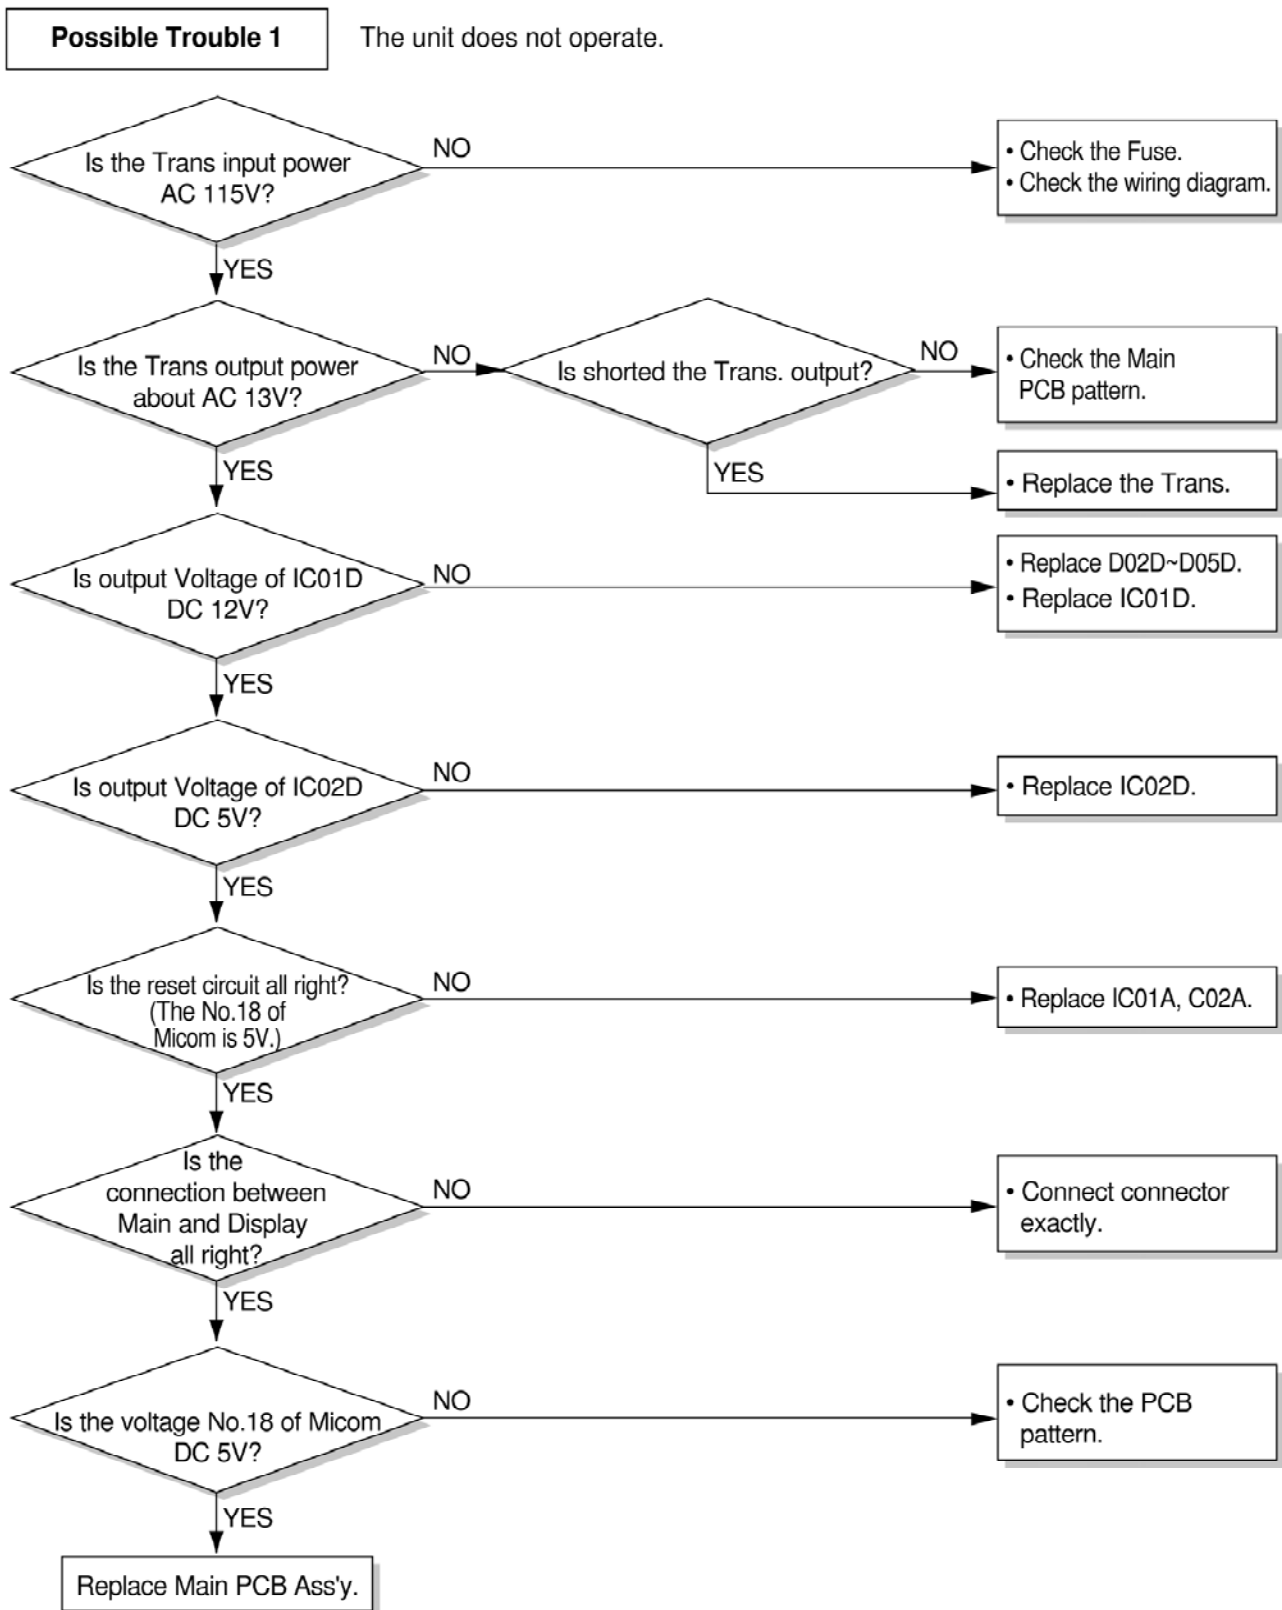 Possible Trouble 1
The unit does not operate.
Is the Trans input power
AC 115V?
NO
• Check the Fuse.
• Check the wiring diagram.
YES
Is the Trans output power
about AC 13V?
NO
Is shorted the Trans. output?
NO
• Check the Main
PCB pattern.
YES
YES
• Replace the Trans.
Is output Voltage of IC01D
DC 12V?
NO
• Replace D02D~D05D.
• Replace IC01D.
YES
Is output Voltage of IC02D
DC 5V?
NO
• Replace IC02D.
YES
Is the reset circuit all right?
(The No.18 of
Micom is 5V.)
NO
• Replace IC01A, C02A.
YES
Is the
connection between
Main and Display
all right?
NO
• Connect connector
exactly.
YES
Is the voltage No.18 of Micom
DC 5V?
NO
• Check the PCB
pattern.
YES
Replace Main PCB Ass'y.